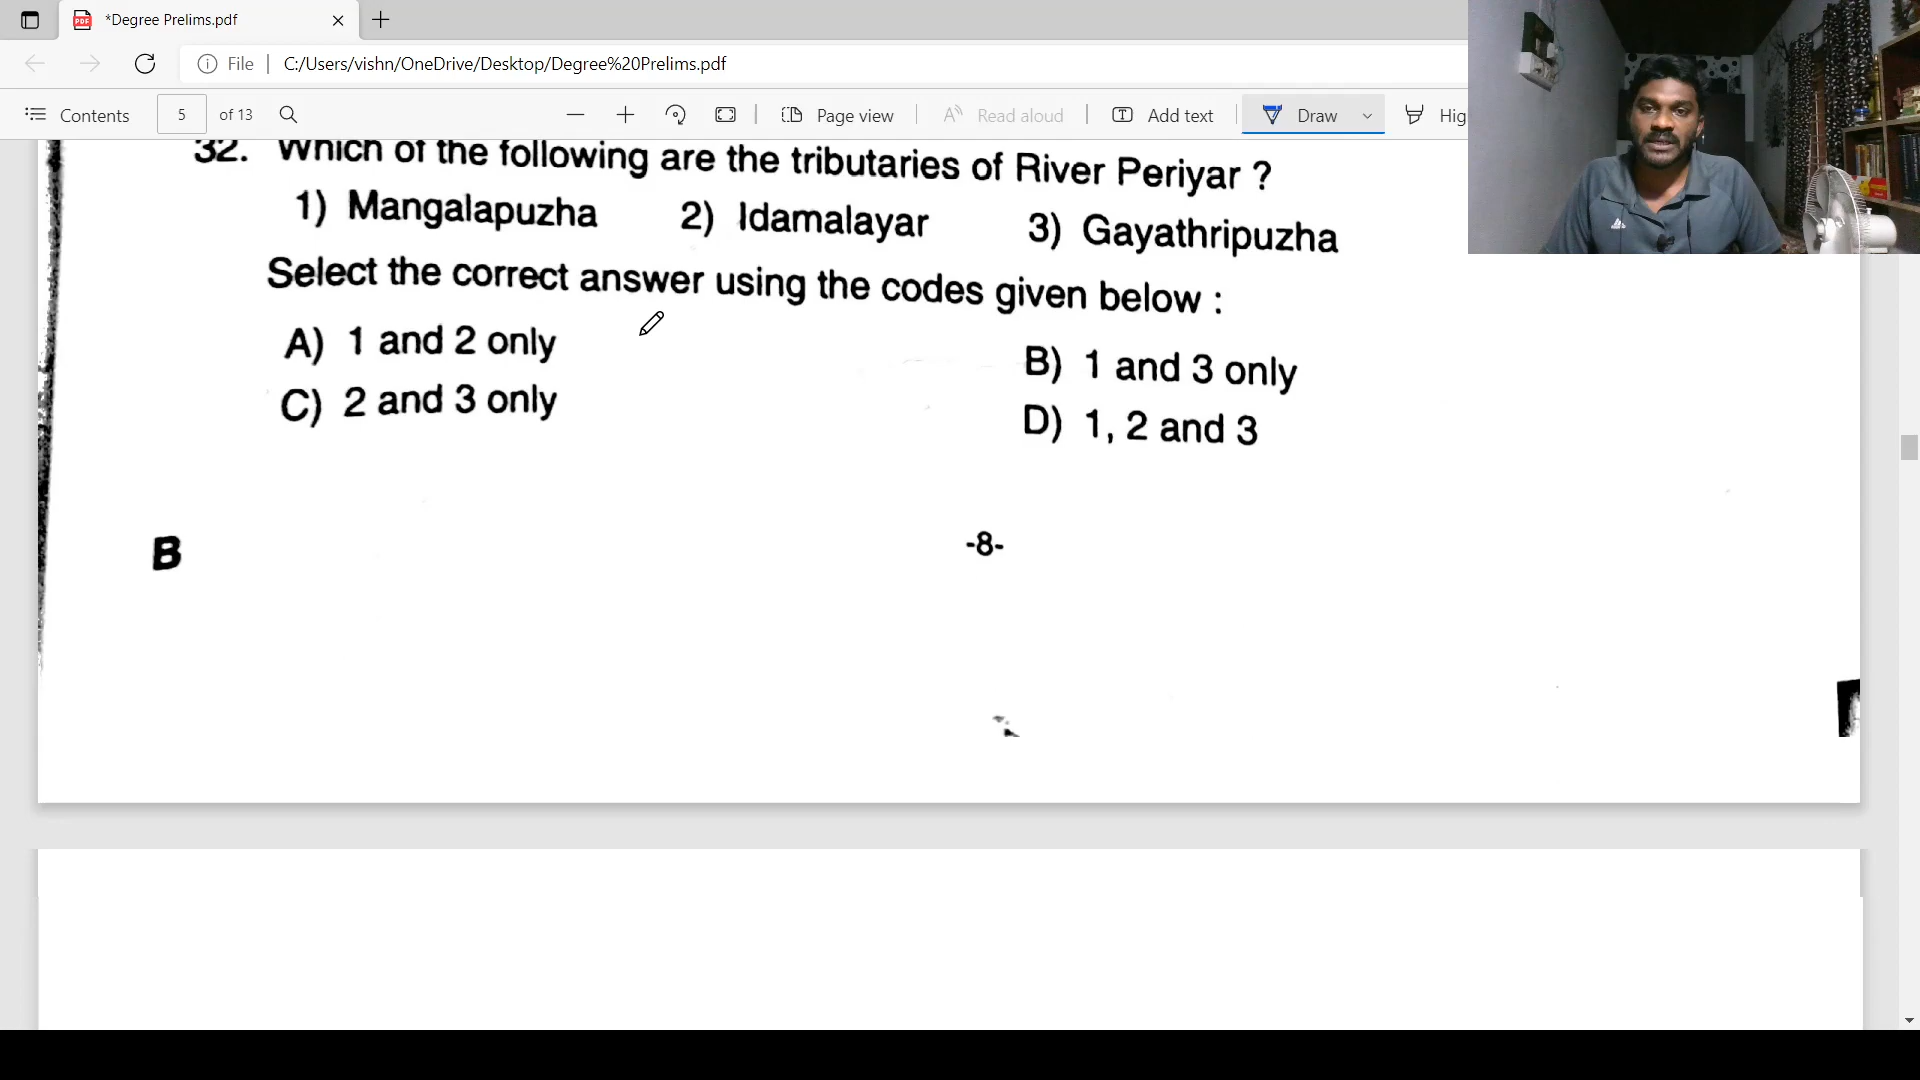 *Degree Prelims.pdf
File
C:/Users/vishn/OneDrive/Desktop/Degree%20Prelims.pdf
Contents
5
of 13
Page view
Read aloud
Add text
Draw
Hig
32. Which of the following are the tributaries of River Periyar ?
1) Mangalapuzha 2) Idamalayar 3) Gayathripuzha
Select the correct answer using the codes given below :
A) 1 and 2 only B) 1 and 3 only
C) 2 and 3 only D) 1, 2 and 3
B -8-